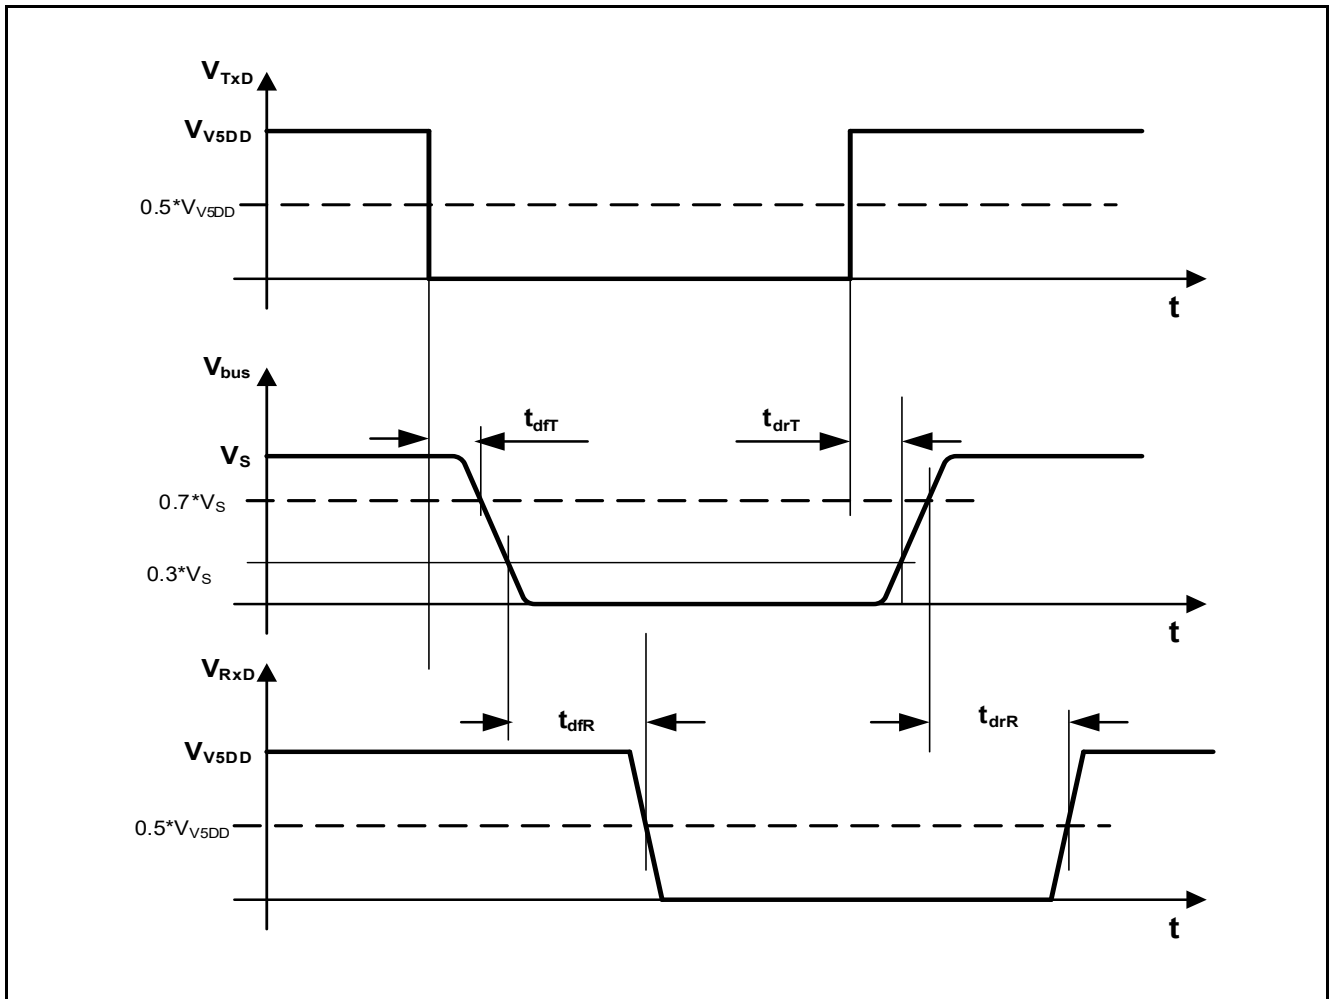 VTxD
VV5DD
0.5*VV5DD
t
Vbus
tdfT
tdrT
VS
0.7*VS
0.3*VS
t
VRxD
tdfR
tdrR
VV5DD
0.5*VV5DD
t